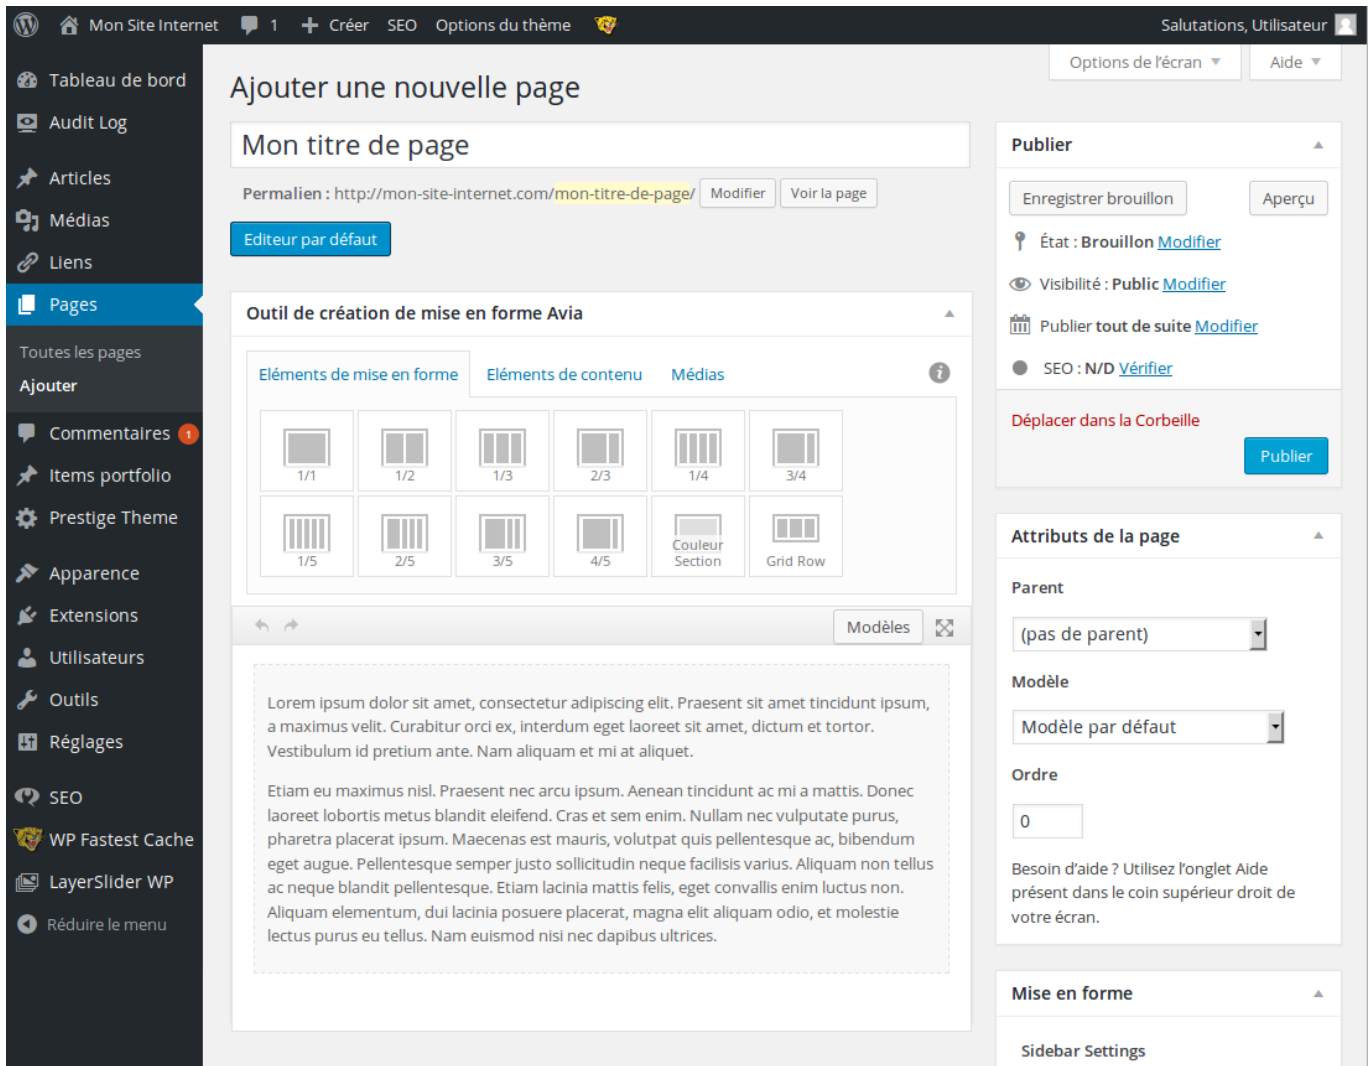 Mon Site Internet 1 Créer SEO Options du thème Salutations, Utilisateur
Options de l'écran Aide
Tableau de bord
Audit Log
Articles
Médias
Liens
Pages
Toutes les pages
Ajouter
Commentaires 1
Items portfolio
Prestige Theme
Apparence
Extensions
Utilisateurs
Outils
Réglages
SEO
WP Fastest Cache
LayerSlider WP
Réduire le menu
Ajouter une nouvelle page
Mon titre de page
Permalien : http://mon-site-internet.com/mon-titre-de-page/ Modifier Voir la page
Editeur par défaut
Outil de création de mise en forme Avia
Eléments de mise en forme Eléments de contenu Médias
1/1 1/2 1/3 2/3 1/4 3/4
1/5 2/5 3/5 4/5 Couleur Section Grid Row
Modèles
Lorem ipsum dolor sit amet, consectetur adipiscing elit. Praesent sit amet tincidunt ipsum,
a maximus velit. Curabitur orci ex, interdum eget laoreet sit amet, dictum et tortor.
Vestibulum id pretium ante. Nam aliquam et mi at aliquet.
Etiam eu maximus nisl. Praesent nec arcu ipsum. Aenean tincidunt ac mi a mattis. Donec
laoreet lobortis metus blandit eleifend. Cras et sem enim. Nullam nec vulputate purus,
pharetra placerat ipsum. Maecenas est mauris, volutpat quis pellentesque ac, bibendum
eget augue. Pellentesque semper justo sollicitudin neque facilisis varius. Aliquam non tellus
ac neque blandit pellentesque. Etiam lacinia mattis felis, eget convallis enim luctus non.
Aliquam elementum, dui lacinia posuere placerat, magna elit aliquam odio, et molestie
lectus purus eu tellus. Nam euismod nisi nec dapibus ultrices.
Publier
Enregistrer brouillon Aperçu
État : Brouillon Modifier
Visibilité : Public Modifier
Publier tout de suite Modifier
SEO : N/D Vérifier
Déplacer dans la Corbeille
Publier
Attributs de la page
Parent
(pas de parent)
Modèle
Modèle par défaut
Ordre
0
Besoin d'aide ? Utilisez l'onglet Aide
présent dans le coin supérieur droit de
votre écran.
Mise en forme
Sidebar Settings